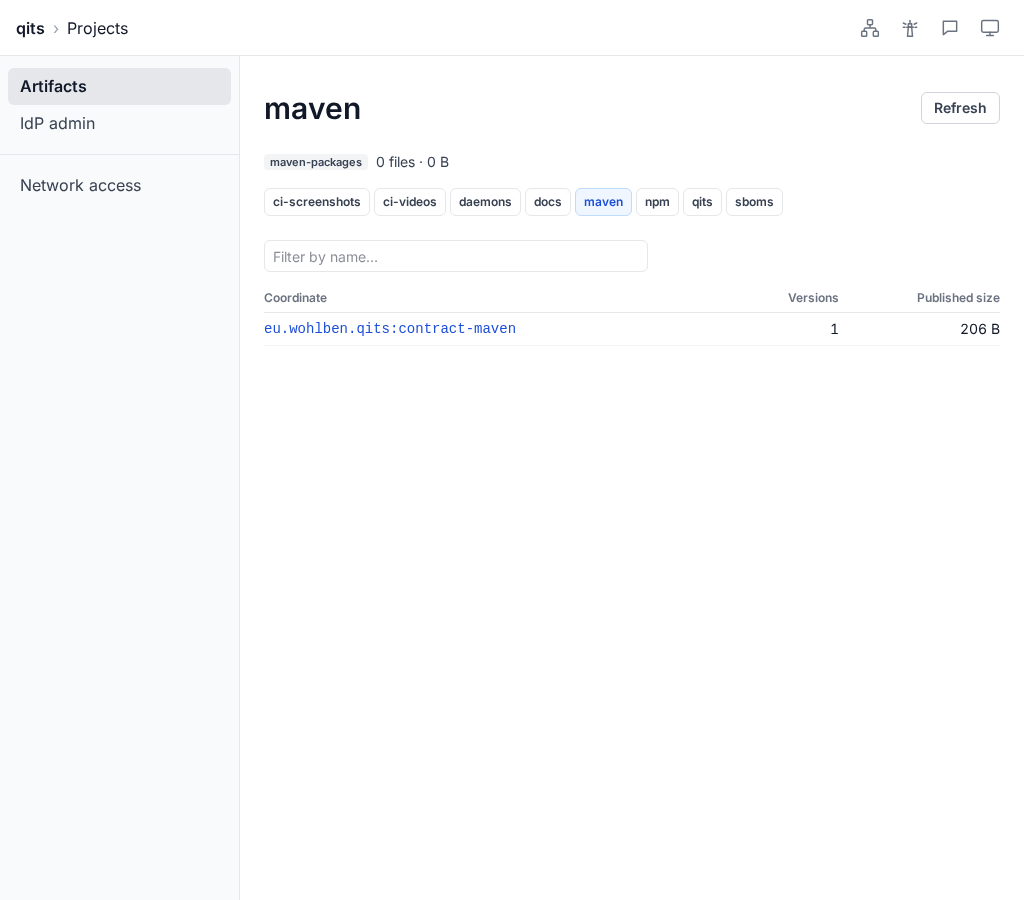 qits › Projects
Artifacts
IdP admin
Network access
maven
Refresh
maven-packages 0 files · 0 B
ci-screenshots ci-videos daemons docs maven npm qits sboms
Filter by name...
Coordinate Versions Published size
eu.wohlben.qits:contract-maven 1 206 B